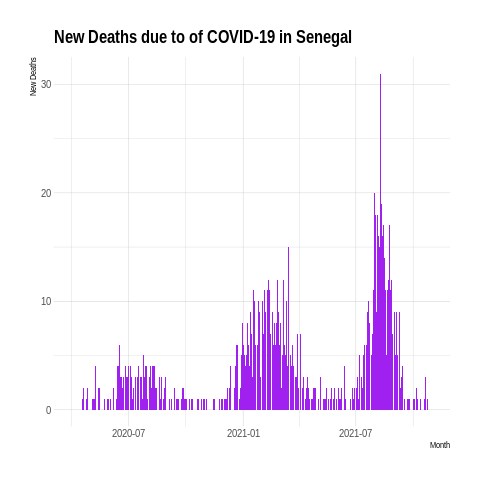 New Deaths due to of COVID-19 in Senegal
New Deaths
30
20
10
0
2020-07
2021-01
2021-07
Month